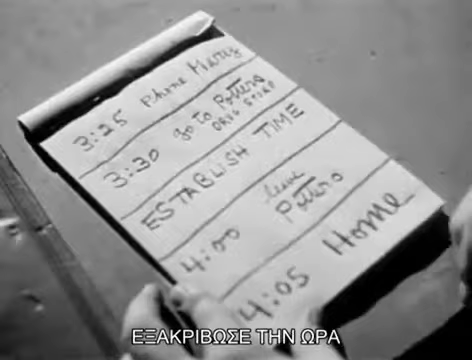 3:25 Phone Mary
3:30 go to Potters
DRUG STORE
ESTABLISH TIME
4:00 leave
Potters
4:05 Home
ΕΞΑΚΡΙΒΩΣΕ ΤΗΝ ΩΡΑ